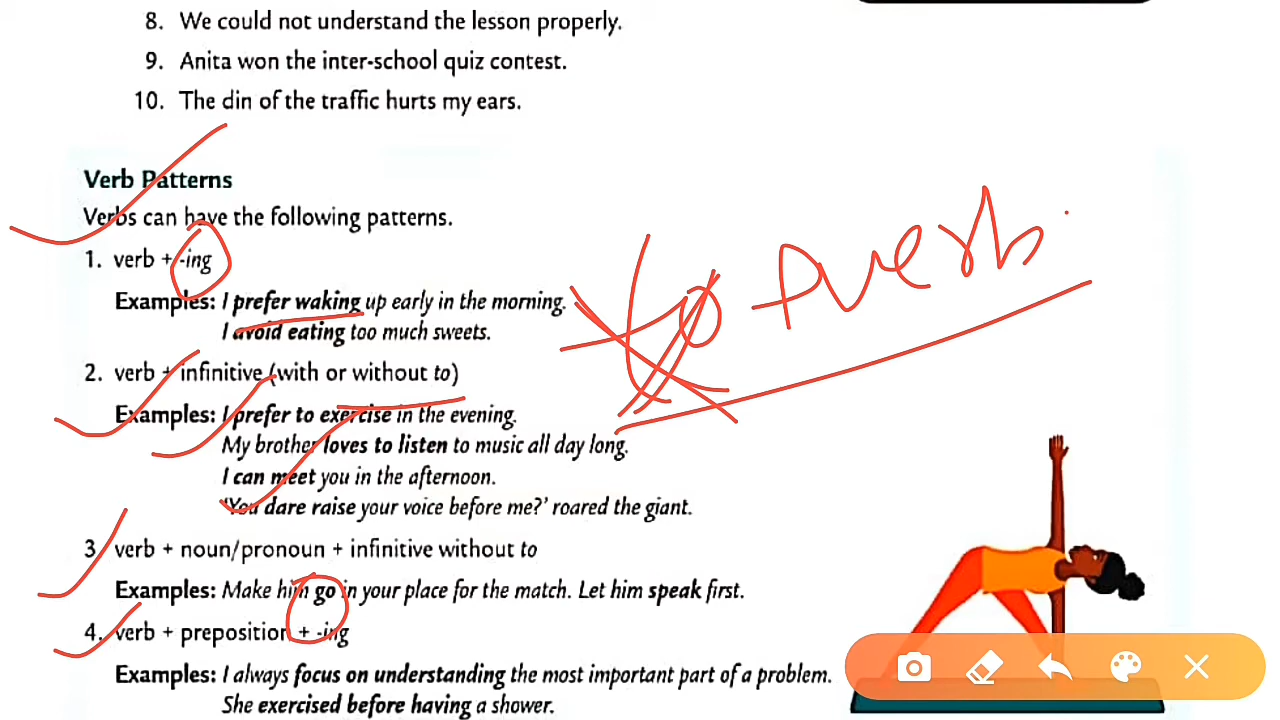 8. We could not understand the lesson properly.
9. Anita won the inter-school quiz contest.
10. The din of the traffic hurts my ears.
Verb Patterns
Verbs can have the following patterns.
1. verb + -ing
Examples: I prefer waking up early in the morning.
I avoid eating too much sweets.
to + verb
2. verb + infinitive (with or without to)
Examples: I prefer to exercise in the evening.
My brother loves to listen to music all day long.
I can meet you in the afternoon.
'You dare raise your voice before me?' roared the giant.
3. verb + noun/pronoun + infinitive without to
Examples: Make him go in your place for the match. Let him speak first.
4. verb + preposition + -ing
Examples: I always focus on understanding the most important part of a problem.
She exercised before having a shower.